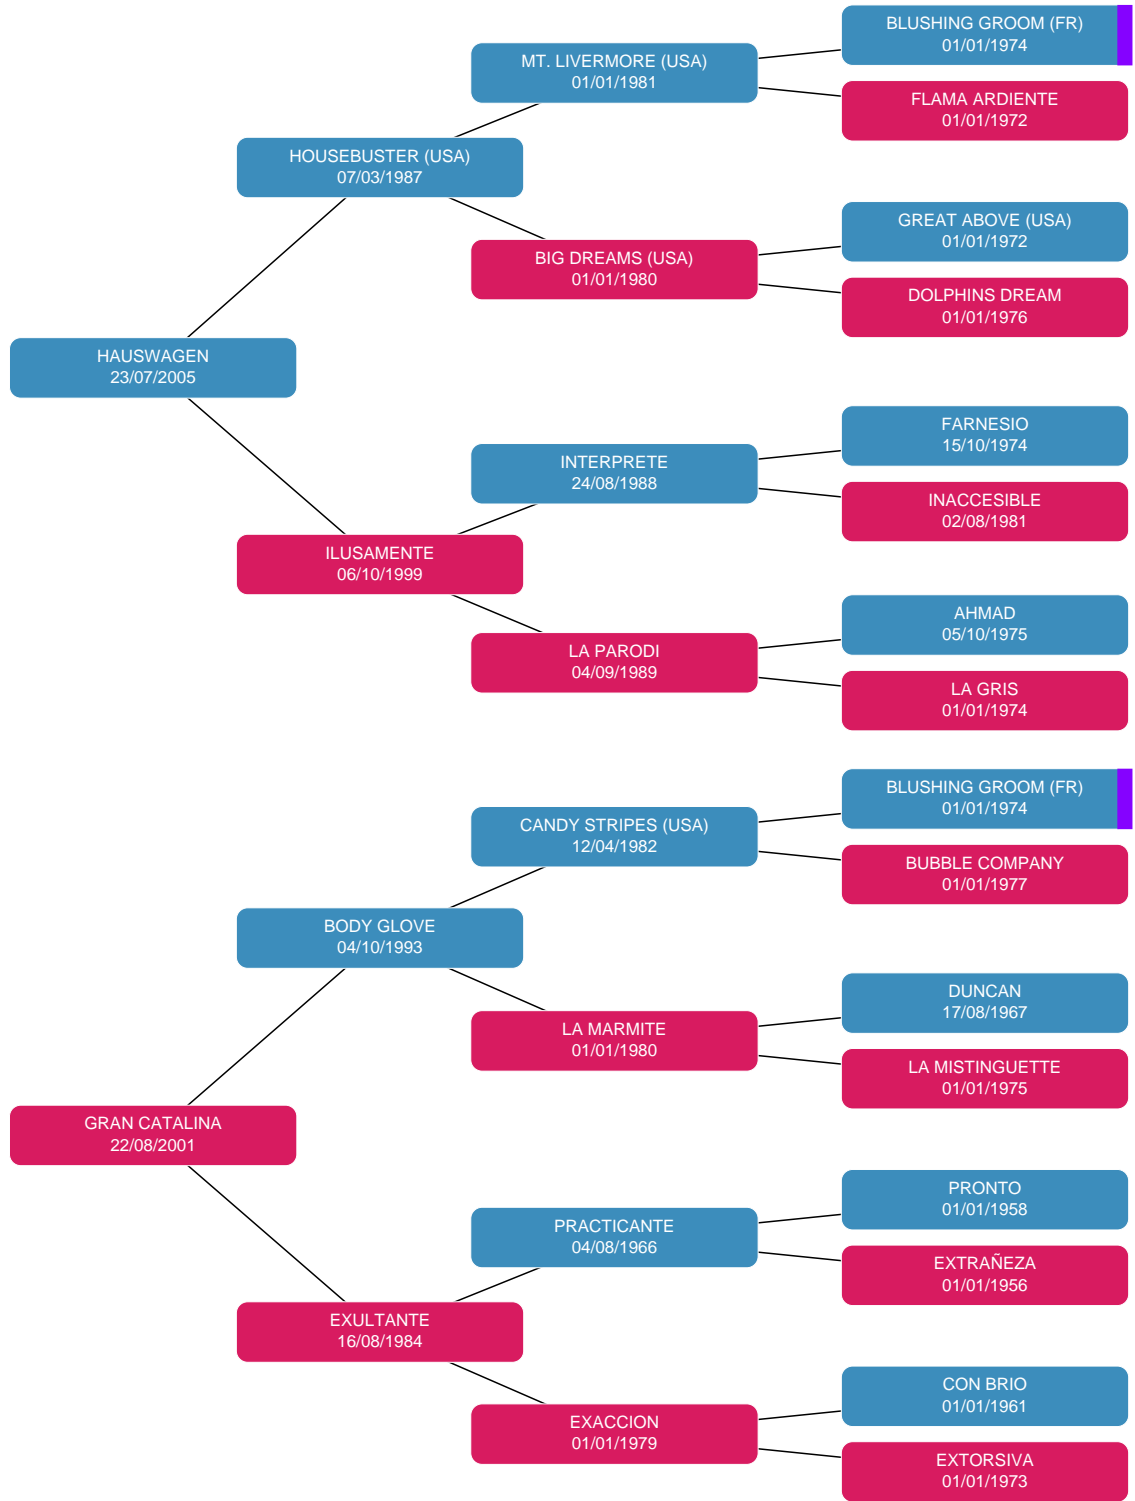 BLUSHING GROOM (FR)
01/01/1974
MT. LIVERMORE (USA)
01/01/1981
FLAMA ARDIENTE
01/01/1972
HOUSEBUSTER (USA)
07/03/1987
GREAT ABOVE (USA)
01/01/1972
BIG DREAMS (USA)
01/01/1980
DOLPHINS DREAM
01/01/1976
HAUSWAGEN
23/07/2005
FARNESIO
15/10/1974
INTERPRETE
24/08/1988
INACCESIBLE
02/08/1981
ILUSAMENTE
06/10/1999
AHMAD
05/10/1975
LA PARODI
04/09/1989
LA GRIS
01/01/1974
BLUSHING GROOM (FR)
01/01/1974
CANDY STRIPES (USA)
12/04/1982
BUBBLE COMPANY
01/01/1977
BODY GLOVE
04/10/1993
DUNCAN
17/08/1967
LA MARMITE
01/01/1980
LA MISTINGUETTE
01/01/1975
GRAN CATALINA
22/08/2001
PRONTO
01/01/1958
PRACTICANTE
04/08/1966
EXTRAÑEZA
01/01/1956
EXULTANTE
16/08/1984
CON BRIO
01/01/1961
EXACCION
01/01/1979
EXTORSIVA
01/01/1973